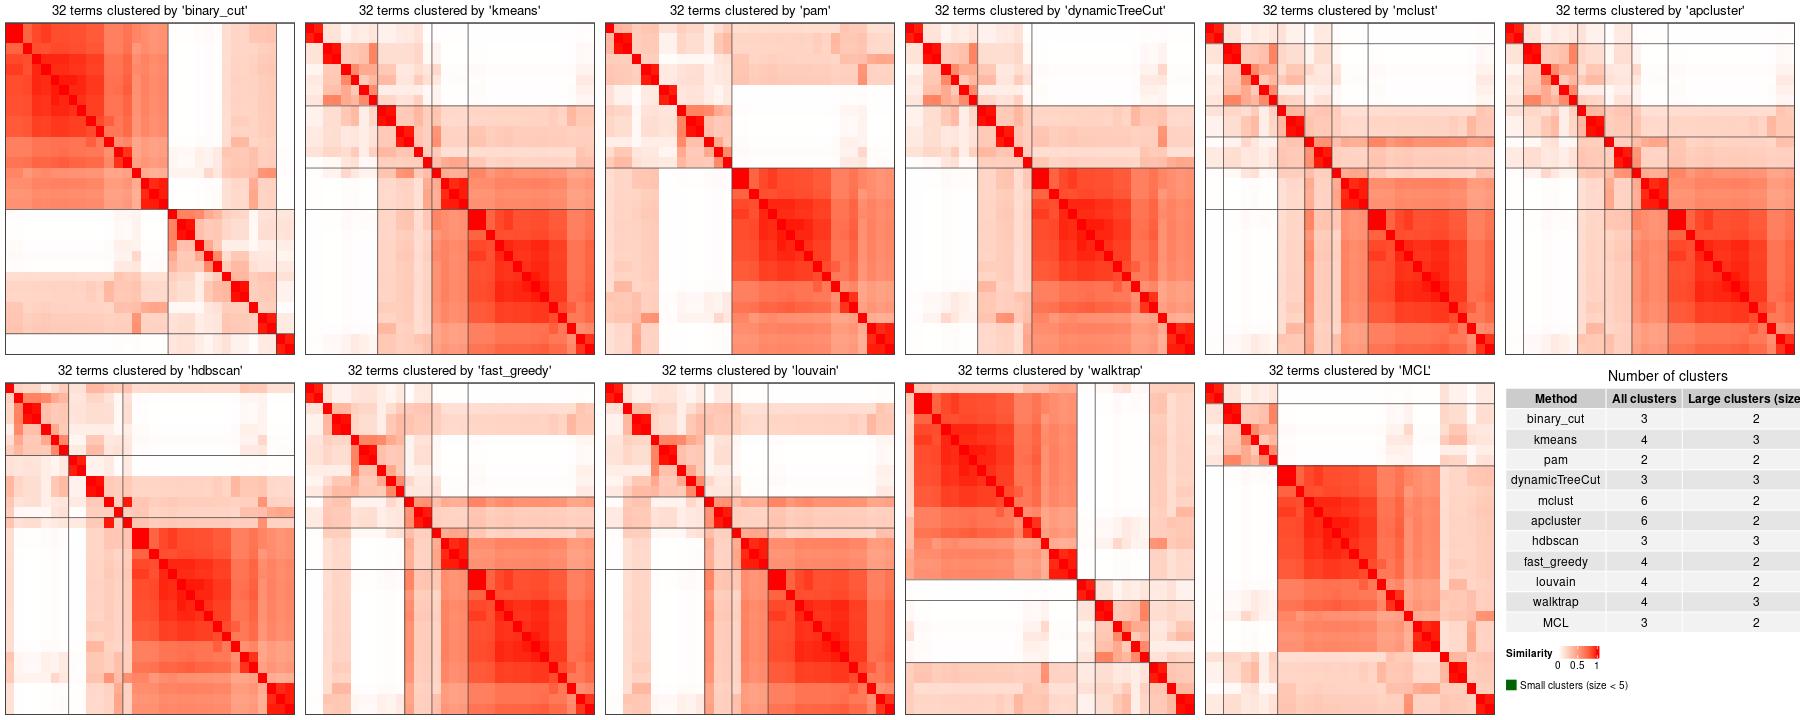 32 terms clustered by 'binary_cut'
32 terms clustered by 'kmeans'
32 terms clustered by 'pam'
32 terms clustered by 'dynamicTreeCut'
32 terms clustered by 'mclust'
32 terms clustered by 'apcluster'
32 terms clustered by 'hdbscan'
32 terms clustered by 'fast_greedy'
32 terms clustered by 'louvain'
32 terms clustered by 'walktrap'
32 terms clustered by 'MCL'
Number of clusters
Method All clusters Large clusters (size
binary_cut 3 2
kmeans 4 3
pam 2 2
dynamicTreeCut 3 3
mclust 6 2
apcluster 6 2
hdbscan 3 3
fast_greedy 4 2
louvain 4 2
walktrap 4 3
MCL 3 2
Similarity
0 0.5 1
Small clusters (size < 5)